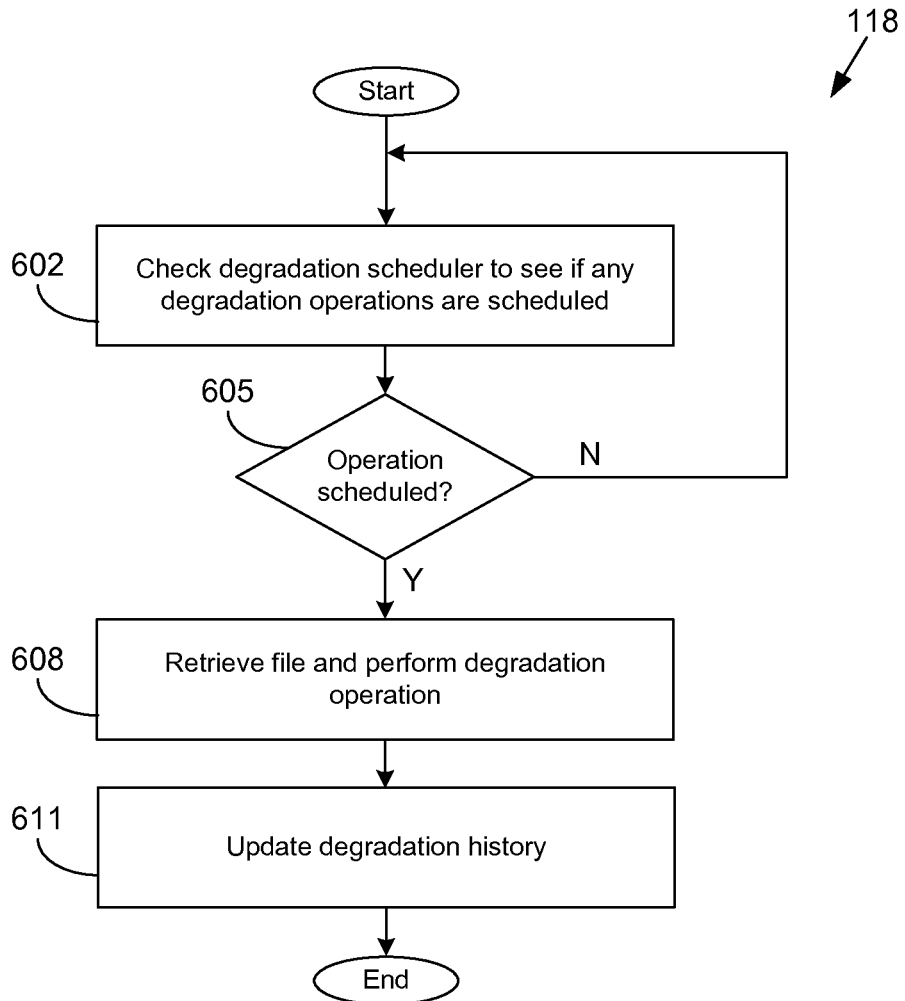 118
Start
602
Check degradation scheduler to see if any
degradation operations are scheduled
605
Operation
scheduled?
N
Y
608
Retrieve file and perform degradation
operation
611
Update degradation history
End